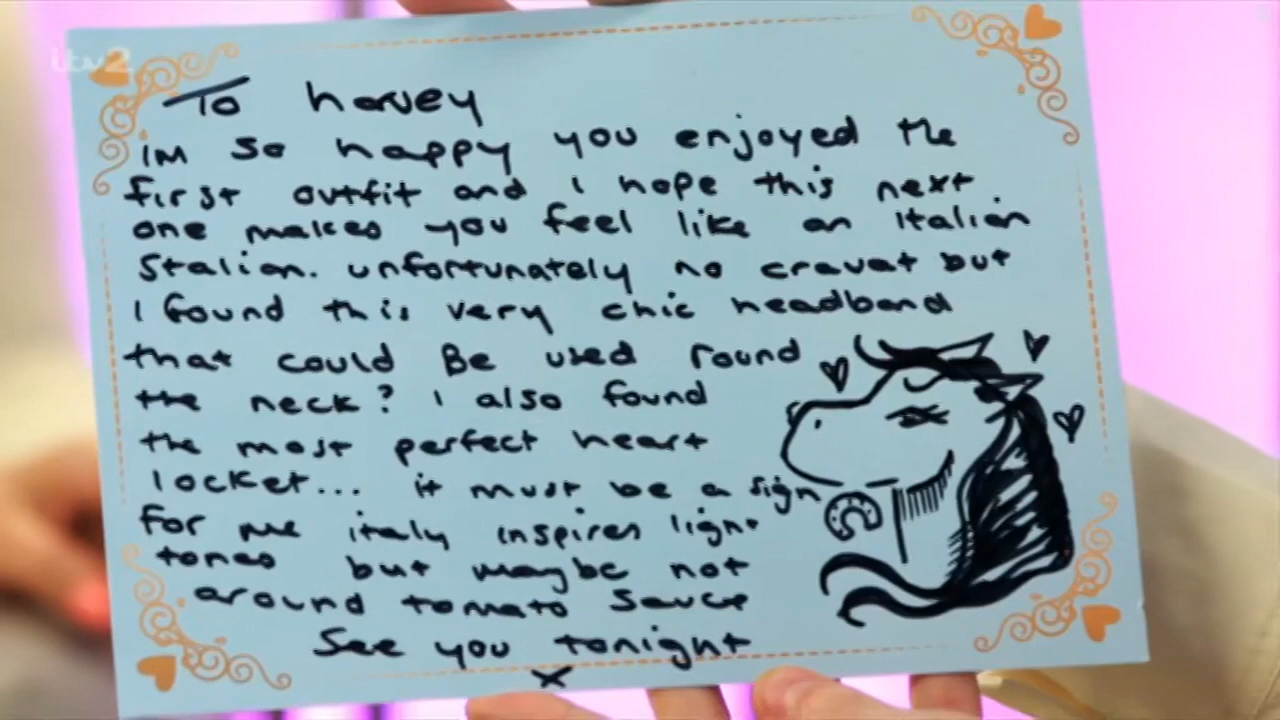 itv2
To harvey
im so happy you enjoyed the
first outfit and i hope this next
one makes you feel like an Italian
Stalion. unfortunately no cravat but
I found this very chic headband
that could Be used round
the neck? I also found
the most perfect heart
locket... it must be a sign
for me italy inspires light
tones but maybe not
around tomato sauce
See you tonight
x